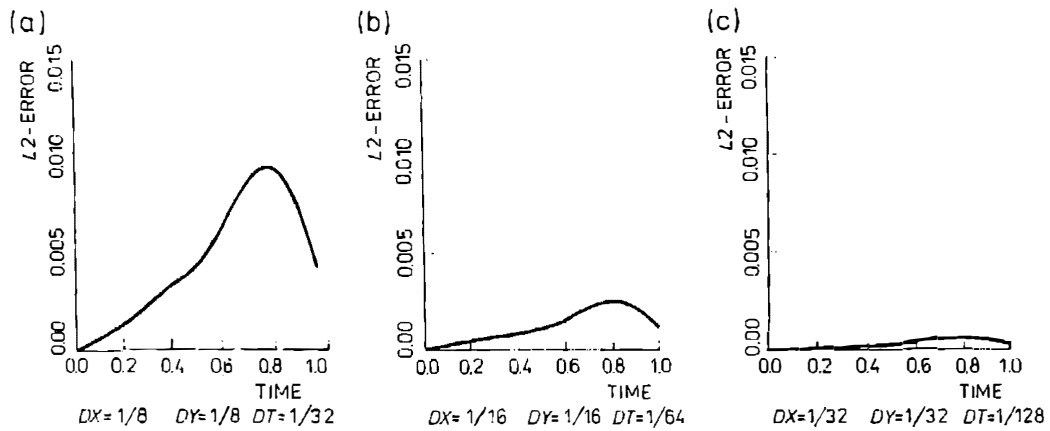 (a)
L2-ERROR
0.015
0.010
0.005
0.00
0.0 0.2 0.4 0.6 0.8 1.0
TIME
DX=1/8 DY=1/8 DT=1/32
(b)
L2-ERROR
0.015
0.010
0.005
0.00
0.0 0.2 0.4 0.6 0.8 1.0
TIME
DX=1/16 DY=1/16 DT=1/64
(c)
L2-ERROR
0.015
0.010
0.005
0.00
0.0 0.2 0.4 0.6 0.8 1.0
TIME
DX=1/32 DY=1/32 DT=1/128